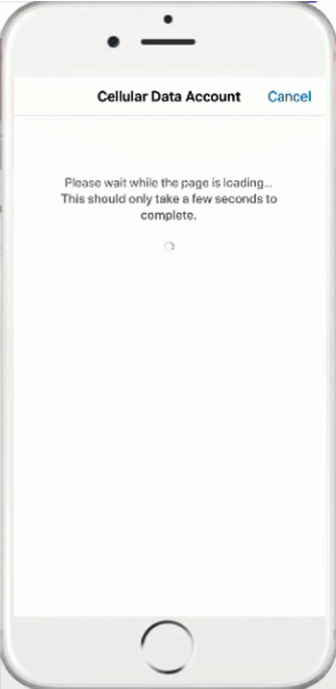 Cellular Data Account
Cancel
Please wait while the page is loading...
This should only take a few seconds to
complete.